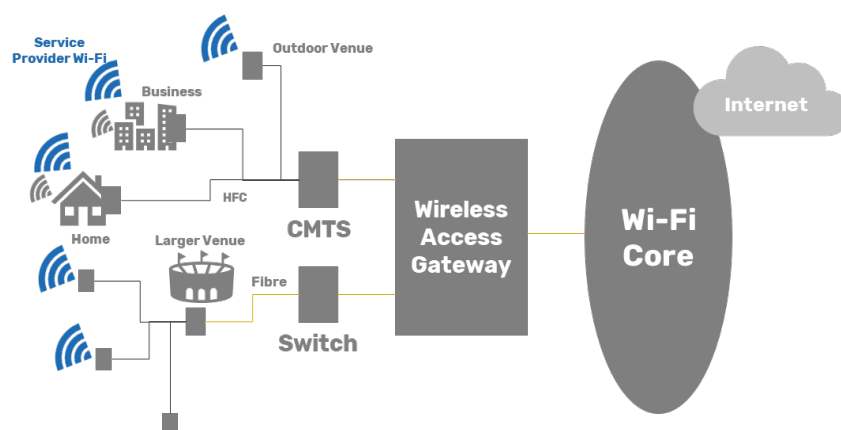 Service
Provider Wi-Fi
Outdoor Venue
Business
Internet
HFC
Home
CMTS
Wireless
Access
Gateway
Wi-Fi
Core
Larger Venue
Fibre
Switch